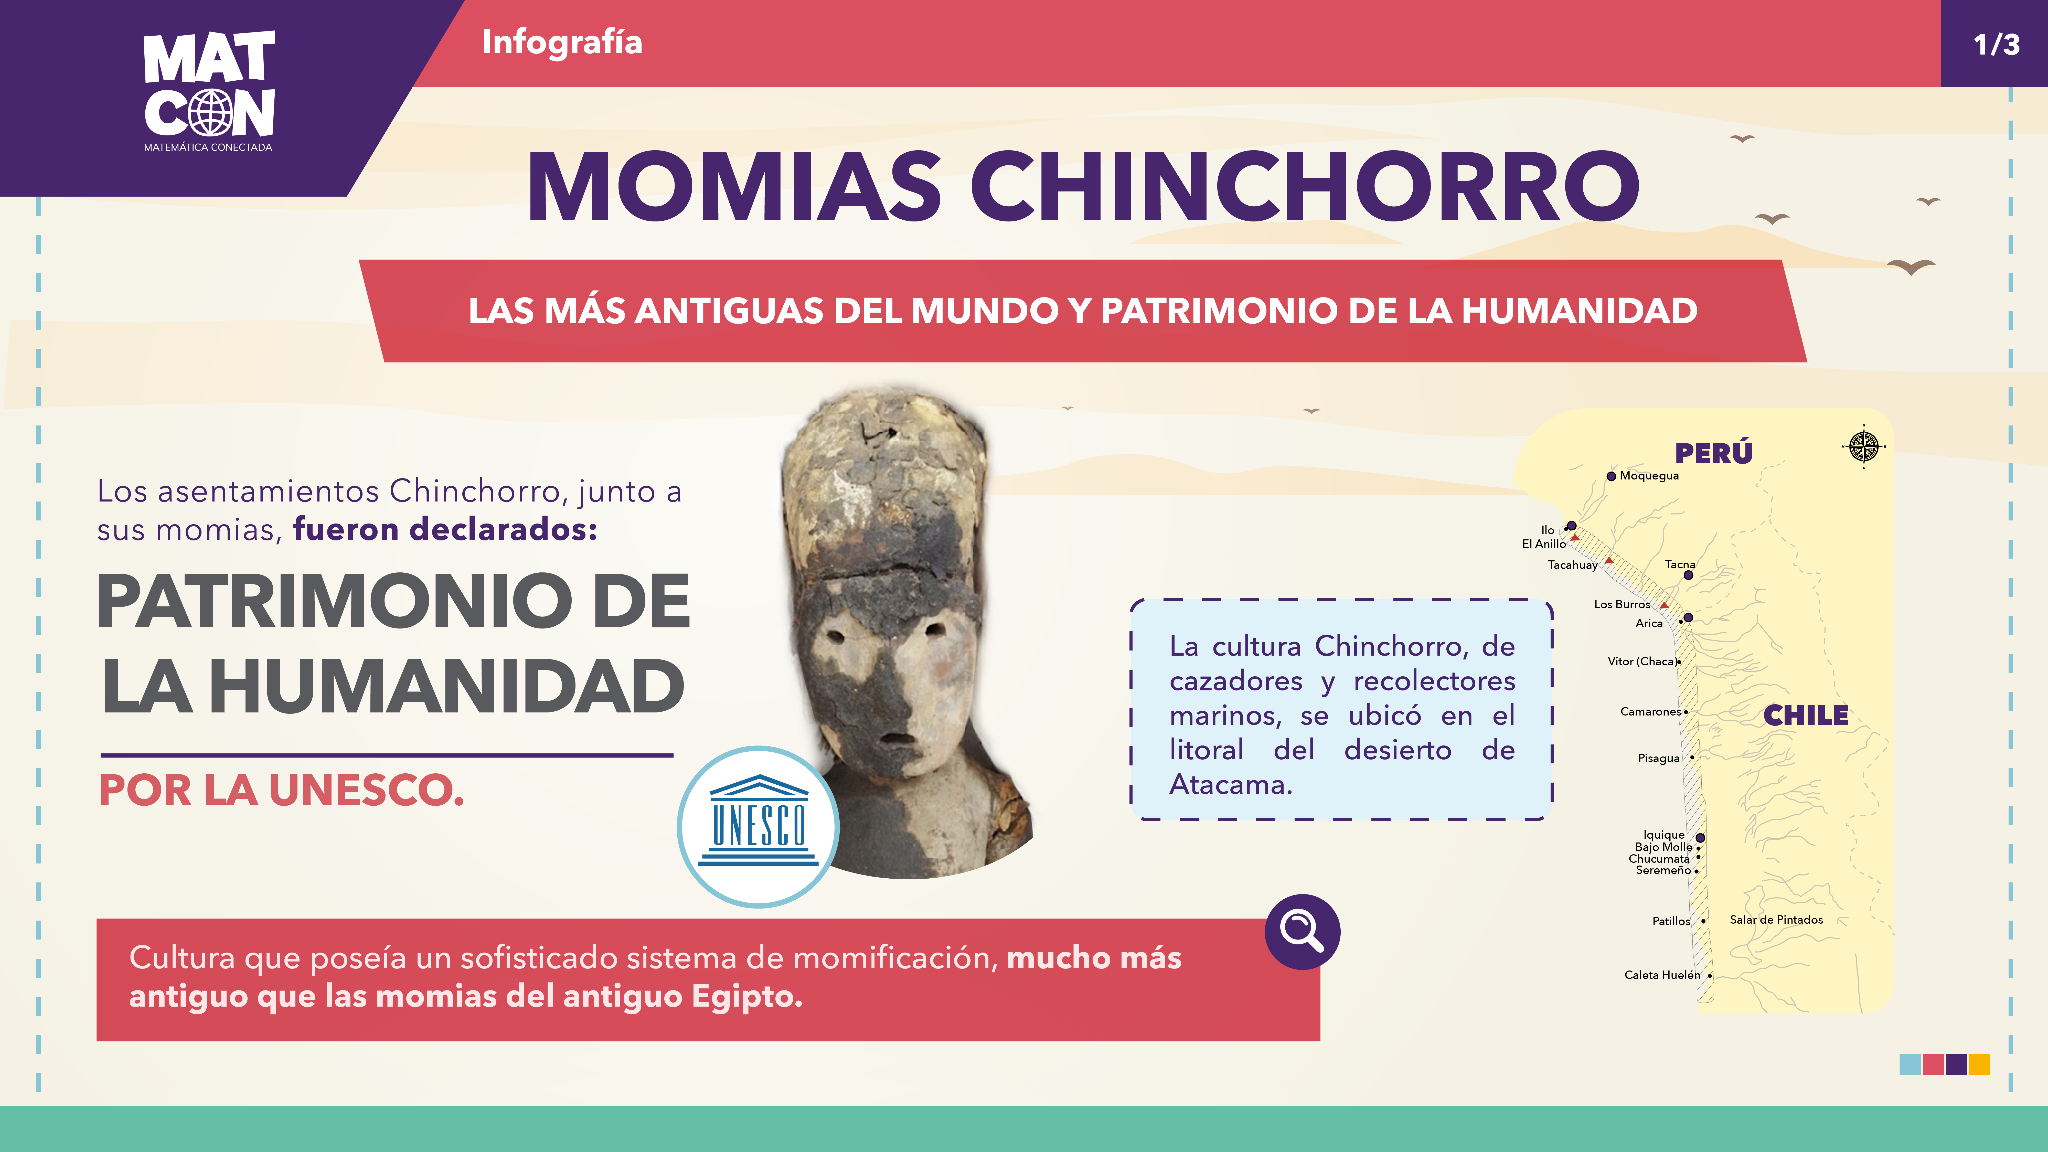 MAT
CON
MATEMÁTICA CONECTADA
Infografía
1/3
MOMIAS CHINCHORRO
LAS MÁS ANTIGUAS DEL MUNDO Y PATRIMONIO DE LA HUMANIDAD
Los asentamientos Chinchorro, junto a
sus momias, fueron declarados:
PATRIMONIO DE
LA HUMANIDAD
POR LA UNESCO.
UNESCO
La cultura Chinchorro, de
cazadores y recolectores
marinos, se ubicó en el
litoral del desierto de
Atacama.
PERÚ
Moquegua
Ilo
El Anillo
Tacahuay
Tacna
Los Burros
Arica
Vitor (Chaca)
Camarones
CHILE
Pisagua
Iquique
Bajo Molle
Chucumata
Seremeño
Patillos
Salar de Pintados
Caleta Huelén
Cultura que poseía un sofisticado sistema de momificación, mucho más
antiguo que las momias del antiguo Egipto.